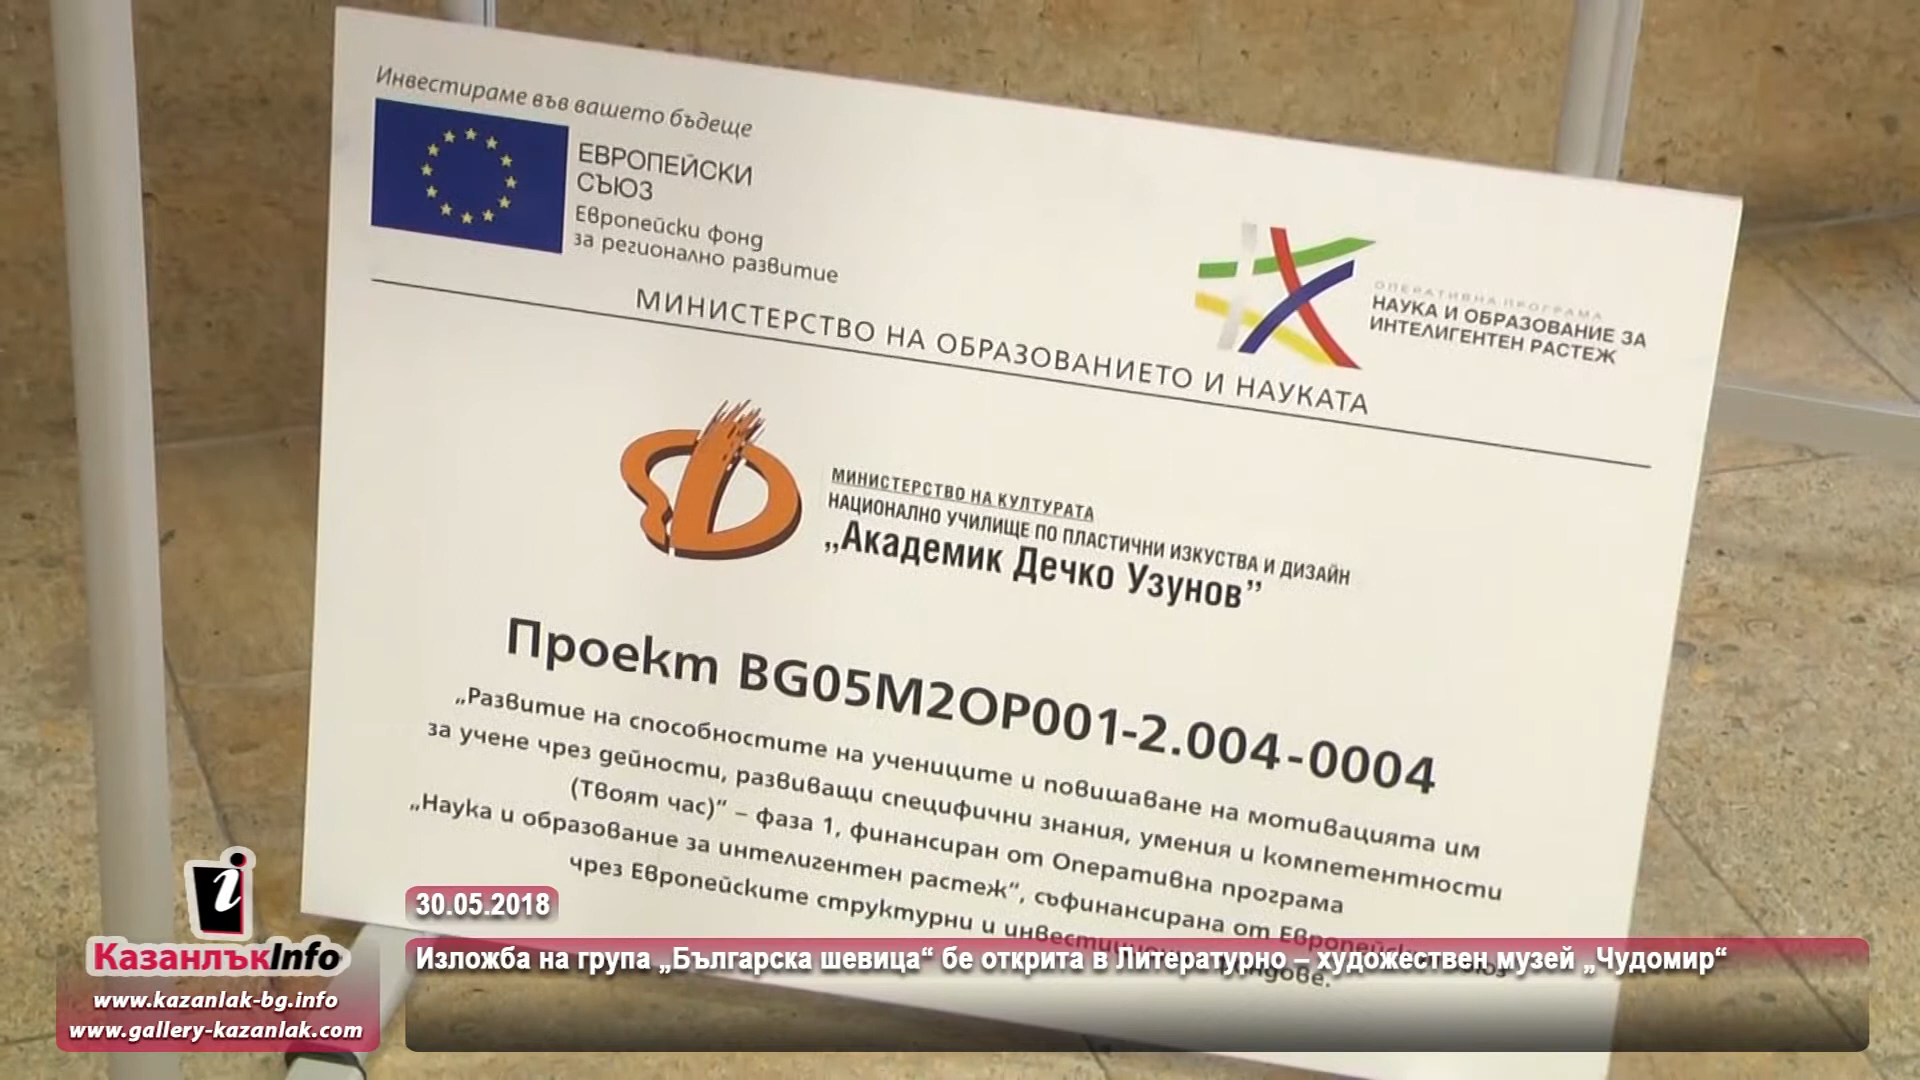 Инвестираме във вашето бъдеще
ЕВРОПЕЙСКИ
СЪЮЗ
Европейски фонд
за регионално развитие
ОПЕРАТИВНА ПРОГРАМА
НАУКА И ОБРАЗОВАНИЕ ЗА
ИНТЕЛИГЕНТЕН РАСТЕЖ
МИНИСТЕРСТВО НА ОБРАЗОВАНИЕТО И НАУКАТА
МИНИСТЕРСТВО НА КУЛТУРАТА
НАЦИОНАЛНО УЧИЛИЩЕ ПО ПЛАСТИЧНИ ИЗКУСТВА И ДИЗАЙН
„Академик Дечко Узунов”
Проект BG05M2OP001-2.004-0004
„Развитие на способностите на учениците и повишаване на мотивацията им
за учене чрез дейности, развиващи специфични знания, умения и компетентности
(Твоят час)“ – фаза 1, финансиран от Оперативна програма
„Наука и образование за интелигентен растеж“, съфинансирана от Европейския съюз
чрез Европейските структурни и инвестиционни фондове.
30.05.2018
Изложба на група „Българска шевица“ бе открита в Литературно – художествен музей „Чудомир“
i
КазанлъкInfo
www.kazanlak-bg.info
www.gallery-kazanlak.com